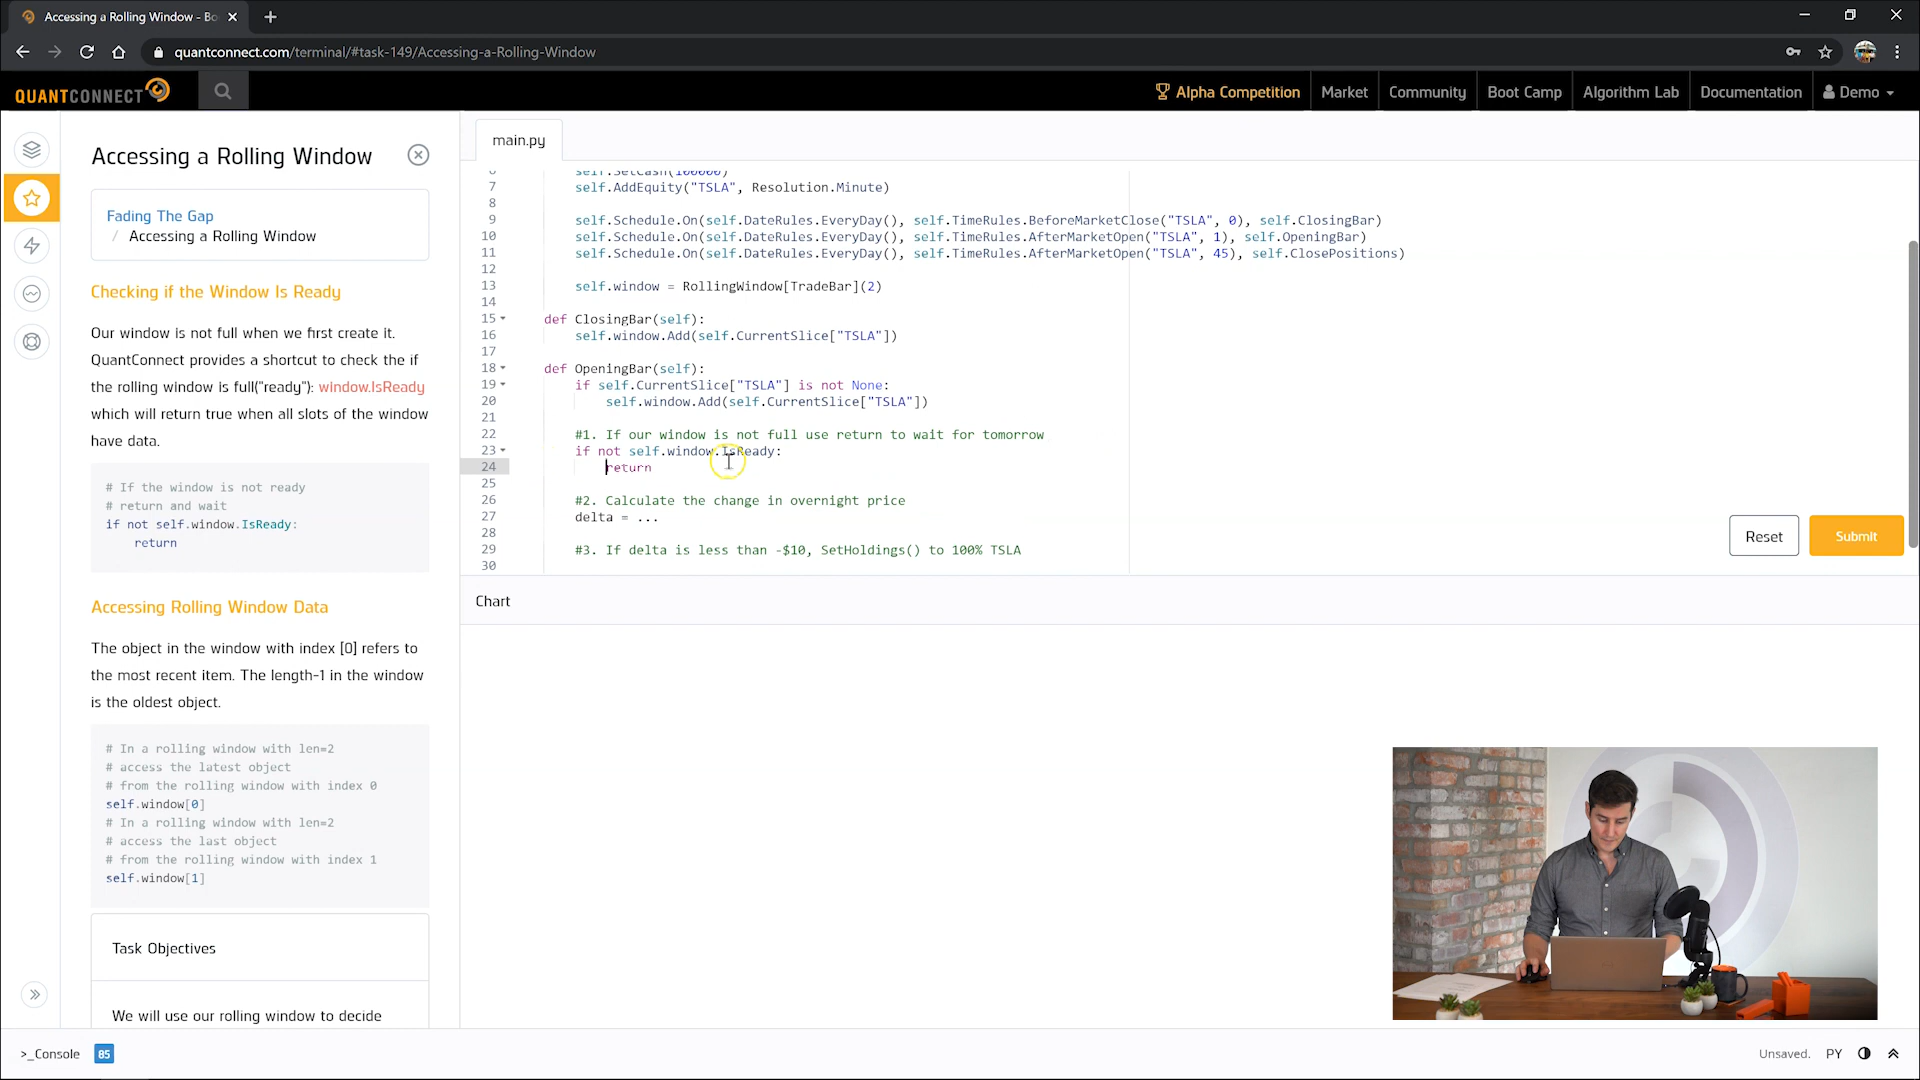 Accessing a Rolling Window - Bo
quantconnect.com/terminal/#task-149/Accessing-a-Rolling-Window
QUANTCONNECT
Alpha Competition
Market
Community
Boot Camp
Algorithm Lab
Documentation
Demo
Accessing a Rolling Window
Fading The Gap
/ Accessing a Rolling Window
Checking if the Window Is Ready
Our window is not full when we first create it.
QuantConnect provides a shortcut to check the if
the rolling window is full("ready"): window.IsReady
which will return true when all slots of the window
have data.
# If the window is not ready
# return and wait
if not self.window.IsReady:
return
Accessing Rolling Window Data
The object in the window with index [0] refers to
the most recent item. The length-1 in the window
is the oldest object.
# In a rolling window with len=2
# access the latest object
# from the rolling window with index 0
self.window[0]
# In a rolling window with len=2
# access the last object
# from the rolling window with index 1
self.window[1]
Task Objectives
We will use our rolling window to decide
main.py
6 self.SetCash(100000)
7 self.AddEquity("TSLA", Resolution.Minute)
8
9 self.Schedule.On(self.DateRules.EveryDay(), self.TimeRules.BeforeMarketClose("TSLA", 0), self.ClosingBar)
10 self.Schedule.On(self.DateRules.EveryDay(), self.TimeRules.AfterMarketOpen("TSLA", 1), self.OpeningBar)
11 self.Schedule.On(self.DateRules.EveryDay(), self.TimeRules.AfterMarketOpen("TSLA", 45), self.ClosePositions)
12
13 self.window = RollingWindow[TradeBar](2)
14
15 def ClosingBar(self):
16 self.window.Add(self.CurrentSlice["TSLA"])
17
18 def OpeningBar(self):
19 if self.CurrentSlice["TSLA"] is not None:
20 self.window.Add(self.CurrentSlice["TSLA"])
21
22 #1. If our window is not full use return to wait for tomorrow
23 if not self.window.IsReady:
24 return
25
26 #2. Calculate the change in overnight price
27 delta = ...
28
29 #3. If delta is less than -$10, SetHoldings() to 100% TSLA
30
Reset
Submit
Chart
>_Console 85
Unsaved.
PY